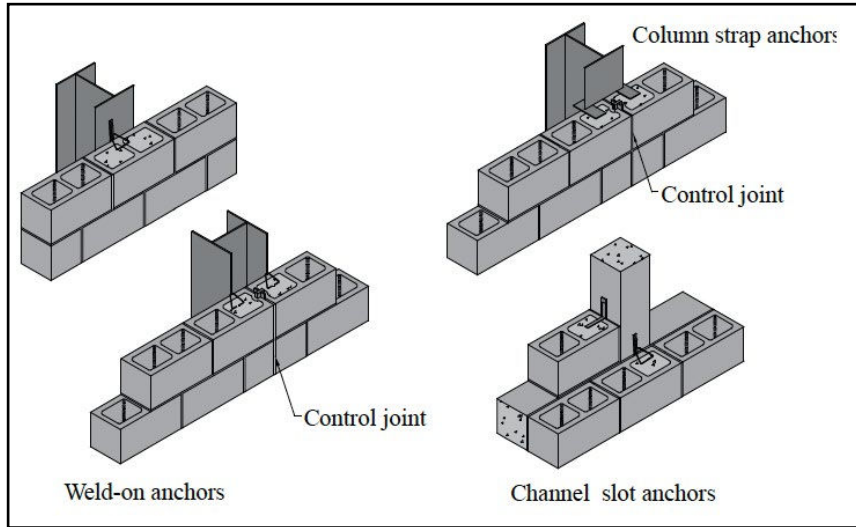 Column strap anchors
Control joint
Control joint
Weld-on anchors
Channel slot anchors